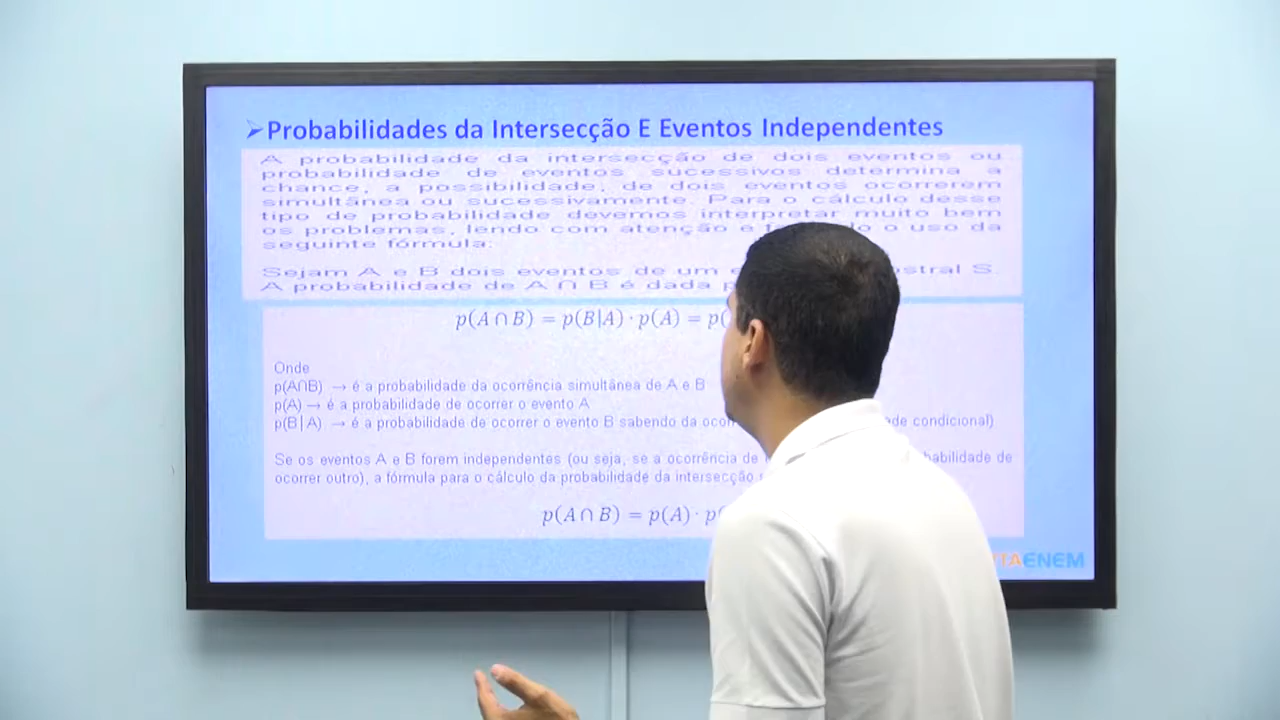 ➢Probabilidades da Intersecção E Eventos Independentes
A probabilidade da intersecção de dois eventos ou
probabilidade de eventos sucessivos determina a
chance, a possibilidade, de dois eventos ocorrerem
simultânea ou sucessivamente. Para o cálculo desse
tipo de probabilidade devemos interpretar muito bem
os problemas, lendo com atenção e o uso da
seguinte fórmula:
Sejam A e B dois eventos de um S.
A probabilidade de A ∩ B é dada
p(A ∩ B) = p(B|A) · p(A) = p(
Onde
p(A∩B) → é a probabilidade da ocorrência simultânea de A e B
p(A) → é a probabilidade de ocorrer o evento A
p(B|A) → é a probabilidade de ocorrer o evento B sabendo da condicional)
Se os eventos A e B forem independentes (ou seja, se a ocorrência de de
ocorrer outro), a fórmula para o cálculo da probabilidade da intersecção
p(A ∩ B) = p(A) · p(
ENEM